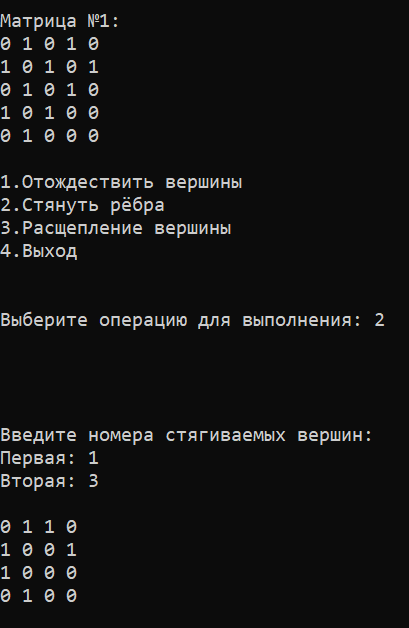 Матрица №1:
0 1 0 1 0
1 0 1 0 1
0 1 0 1 0
1 0 1 0 0
0 1 0 0 0
1.Отождествить вершины
2.Стянуть рёбра
3.Расщепление вершины
4.Выход
Выберите операцию для выполнения: 2
Введите номера стягиваемых вершин:
Первая: 1
Вторая: 3
0 1 1 0
1 0 0 1
1 0 0 0
0 1 0 0